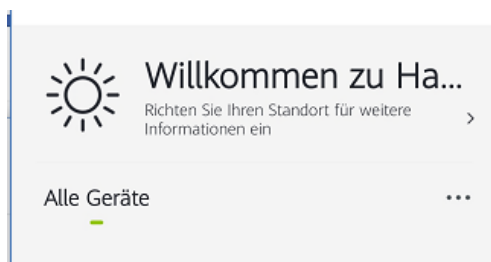 Willkommen zu Ha...
Richten Sie Ihren Standort für weitere
Informationen ein
Alle Geräte